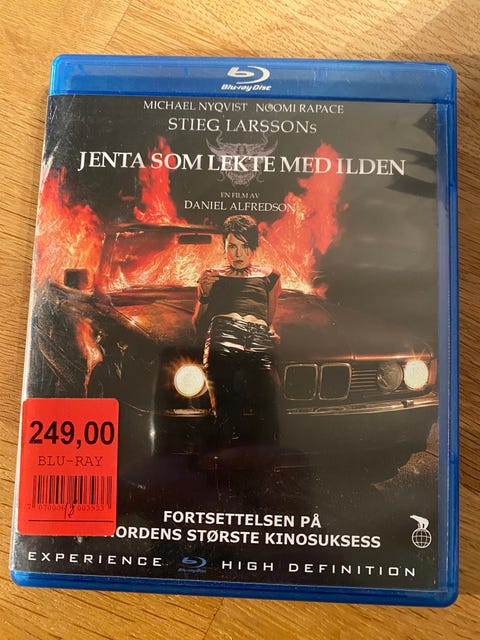 Blu-ray Disc
MICHAEL NYQVIST NOOMI RAPACE
STIEG LARSSONs
JENTA SOM LEKTE MED ILDEN
EN FILM AV
DANIEL ALFREDSON
249,00
BLU-RAY
FORTSETTELSEN PÅ
NORDENS STØRSTE KINOSUKSESS
EXPERIENCE HIGH DEFINITION